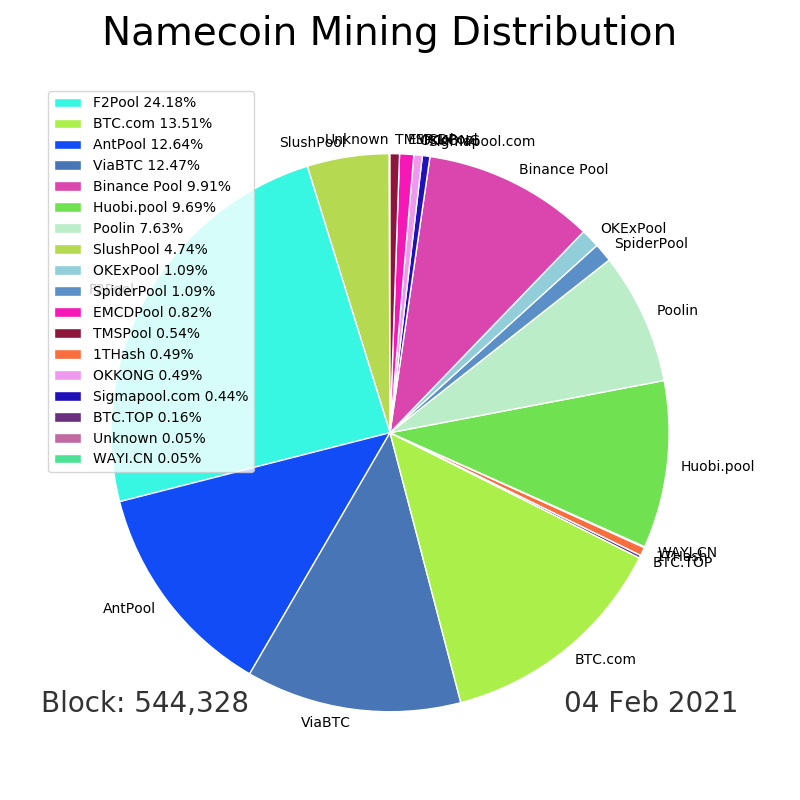 Namecoin Mining Distribution
F2Pool 24.18%
BTC.com 13.51%
AntPool 12.64%
ViaBTC 12.47%
Binance Pool 9.91%
Huobi.pool 9.69%
Poolin 7.63%
SlushPool 4.74%
OKExPool 1.09%
SpiderPool 1.09%
EMCDPool 0.82%
TMSPool 0.54%
1THash 0.49%
OKKONG 0.49%
Sigmapool.com 0.44%
BTC.TOP 0.16%
Unknown 0.05%
WAYI.CN 0.05%
SlushPool
Unknown
Sigmapool.com
Binance Pool
OKExPool
SpiderPool
Poolin
Huobi.pool
WAYI.CN
1THash
BTC.TOP
BTC.com
ViaBTC
AntPool
Block: 544,328
04 Feb 2021